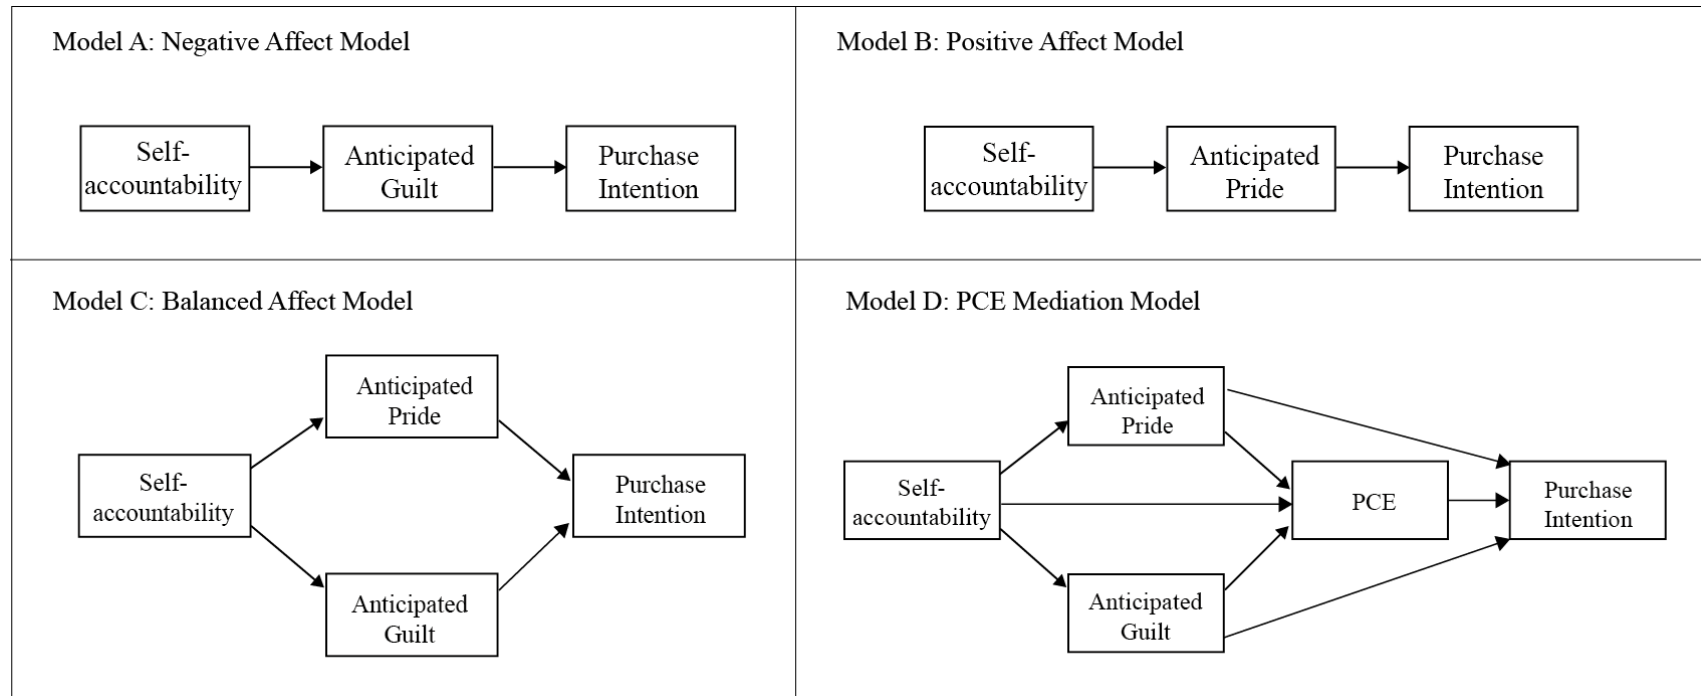 Model A: Negative Affect Model
Self-
accountability
Anticipated
Guilt
Purchase
Intention
Model B: Positive Affect Model
Self-
accountability
Anticipated
Pride
Purchase
Intention
Model C: Balanced Affect Model
Anticipated
Pride
Self-
accountability
Purchase
Intention
Anticipated
Guilt
Model D: PCE Mediation Model
Anticipated
Pride
Self-
accountability
PCE
Purchase
Intention
Anticipated
Guilt